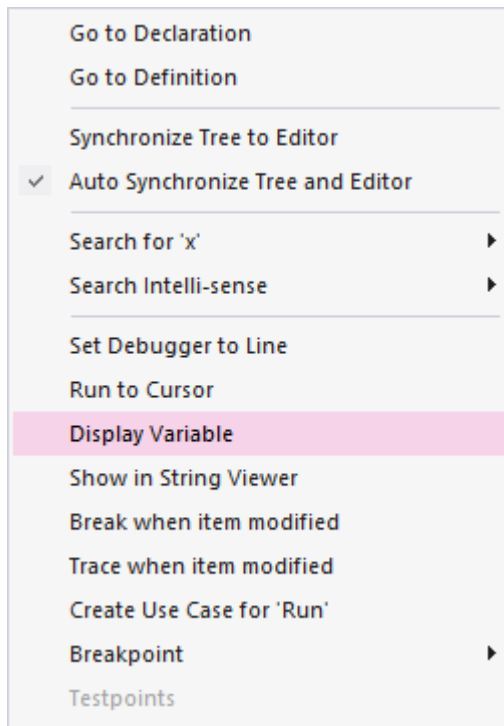 Go to Declaration
Go to Definition
Synchronize Tree to Editor
Auto Synchronize Tree and Editor
Search for 'x'
Search Intelli-sense
Set Debugger to Line
Run to Cursor
Display Variable
Show in String Viewer
Break when item modified
Trace when item modified
Create Use Case for 'Run'
Breakpoint
Testpoints